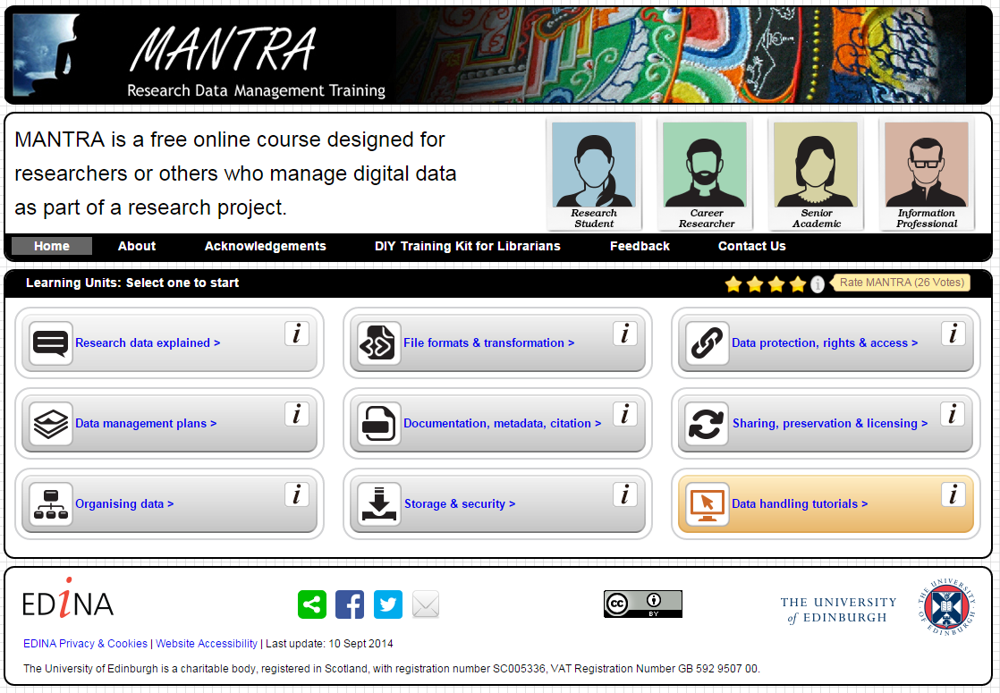 MANTRA
Research Data Management Training
MANTRA is a free online course designed for
researchers or others who manage digital data
as part of a research project.
Research
Student
Career
Researcher
Senior
Academic
Information
Professional
Home About Acknowledgements DIY Training Kit for Librarians Feedback Contact Us
Learning Units: Select one to start
i Rate MANTRA (26 Votes)
Research data explained > i
File formats & transformation > i
Data protection, rights & access > i
Data management plans > i
Documentation, metadata, citation > i
Sharing, preservation & licensing > i
Organising data > i
Storage & security > i
Data handling tutorials > i
EDiNA
f
cc BY
THE UNIVERSITY
of EDINBURGH
THE UNIVERSITY OF EDINBURGH
EDINA Privacy & Cookies | Website Accessibility | Last update: 10 Sept 2014
The University of Edinburgh is a charitable body, registered in Scotland, with registration number SC005336, VAT Registration Number GB 592 9507 00.